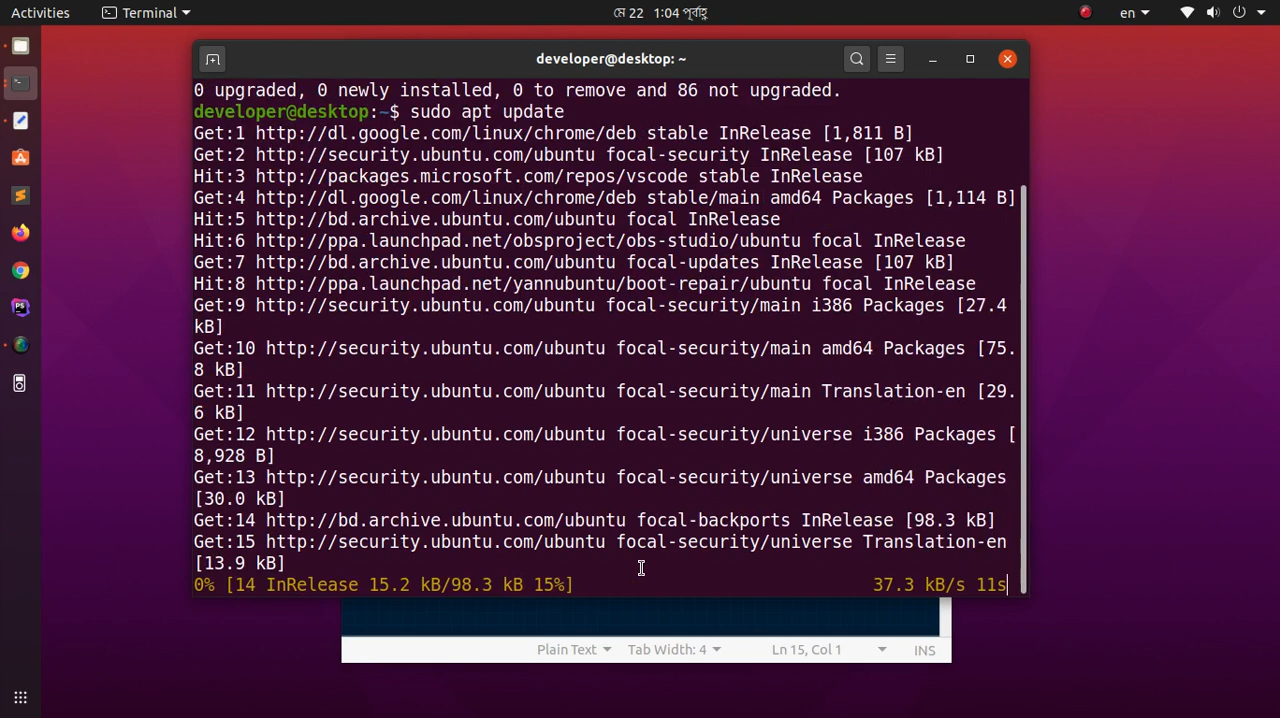 Activities Terminal মে 22 1:04 পূর্বাহ্ণ en
developer@desktop: ~
0 upgraded, 0 newly installed, 0 to remove and 86 not upgraded.
developer@desktop:~$ sudo apt update
Get:1 http://dl.google.com/linux/chrome/deb stable InRelease [1,811 B]
Get:2 http://security.ubuntu.com/ubuntu focal-security InRelease [107 kB]
Hit:3 http://packages.microsoft.com/repos/vscode stable InRelease
Get:4 http://dl.google.com/linux/chrome/deb stable/main amd64 Packages [1,114 B]
Hit:5 http://bd.archive.ubuntu.com/ubuntu focal InRelease
Hit:6 http://ppa.launchpad.net/obsproject/obs-studio/ubuntu focal InRelease
Get:7 http://bd.archive.ubuntu.com/ubuntu focal-updates InRelease [107 kB]
Hit:8 http://ppa.launchpad.net/yannubuntu/boot-repair/ubuntu focal InRelease
Get:9 http://security.ubuntu.com/ubuntu focal-security/main i386 Packages [27.4
kB]
Get:10 http://security.ubuntu.com/ubuntu focal-security/main amd64 Packages [75.
8 kB]
Get:11 http://security.ubuntu.com/ubuntu focal-security/main Translation-en [29.
6 kB]
Get:12 http://security.ubuntu.com/ubuntu focal-security/universe i386 Packages [
8,928 B]
Get:13 http://security.ubuntu.com/ubuntu focal-security/universe amd64 Packages
[30.0 kB]
Get:14 http://bd.archive.ubuntu.com/ubuntu focal-backports InRelease [98.3 kB]
Get:15 http://security.ubuntu.com/ubuntu focal-security/universe Translation-en
[13.9 kB]
0% [14 InRelease 15.2 kB/98.3 kB 15%] 37.3 kB/s 11s
Plain Text Tab Width: 4 Ln 15, Col 1 INS
PS